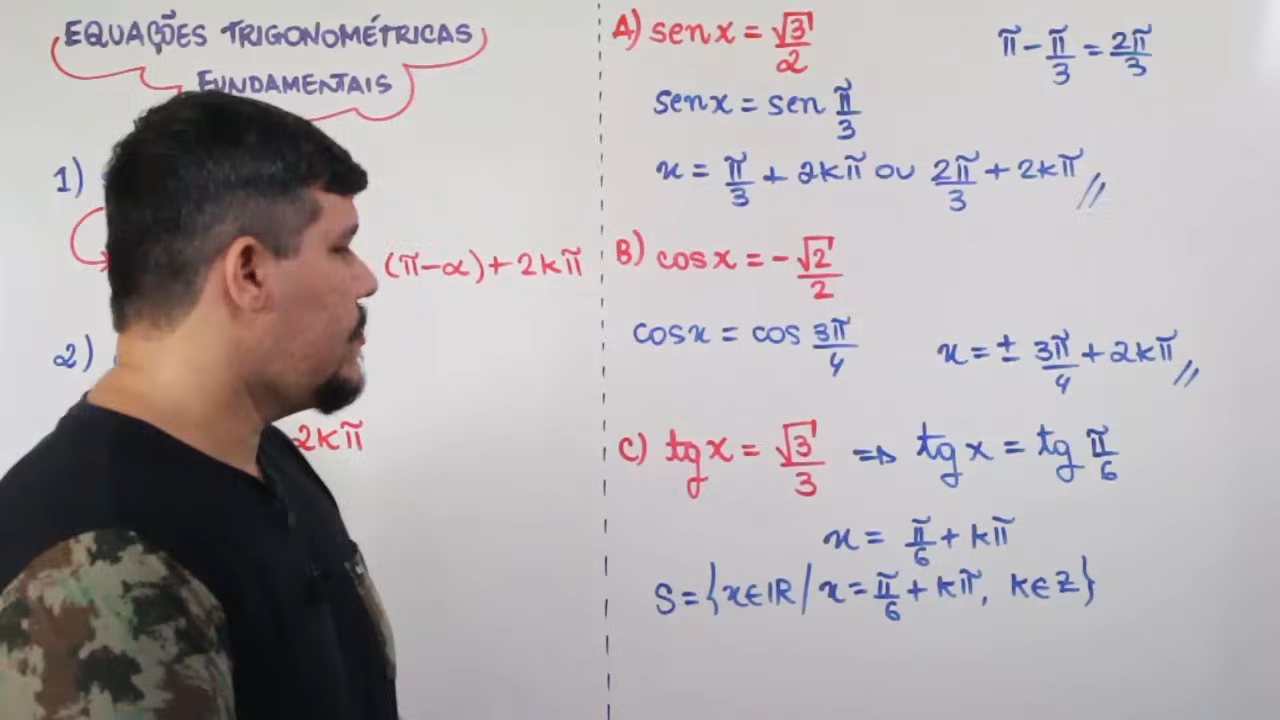 EQUAÇÕES TRIGONOMÉTRICAS
FUNDAMENTAIS
1)
(π-α)+2kπ
2)
2kπ
A) sen x = √3/2
π - π/3 = 2π/3
sen x = sen π/3
x = π/3 + 2kπ ou 2π/3 + 2kπ //
B) cos x = -√2/2
cos x = cos 3π/4
x = ± 3π/4 + 2kπ //
C) tg x = √3/3 ⇒ tg x = tg π/6
x = π/6 + kπ
S = {x∈IR / x = π/6 + kπ, k∈Z}